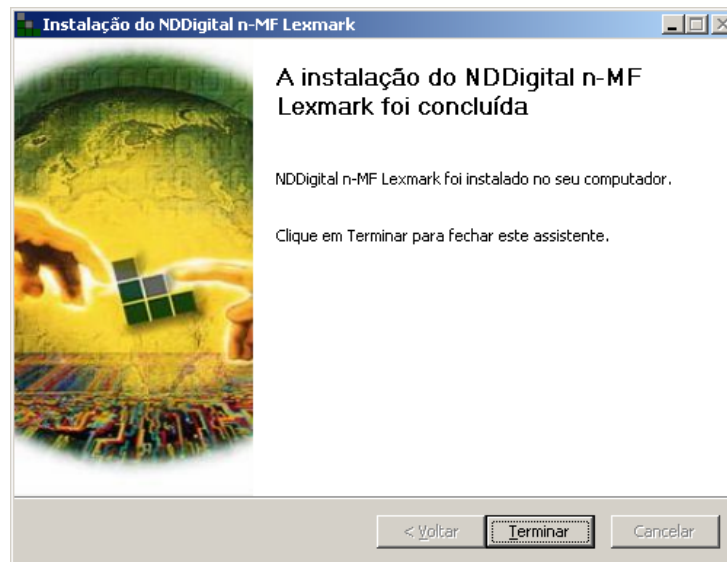 Instalação do NDDigital n-MF Lexmark
A instalação do NDDigital n-MF
Lexmark foi concluída
NDDigital n-MF Lexmark foi instalado no seu computador.
Clique em Terminar para fechar este assistente.
< Voltar
Terminar
Cancelar